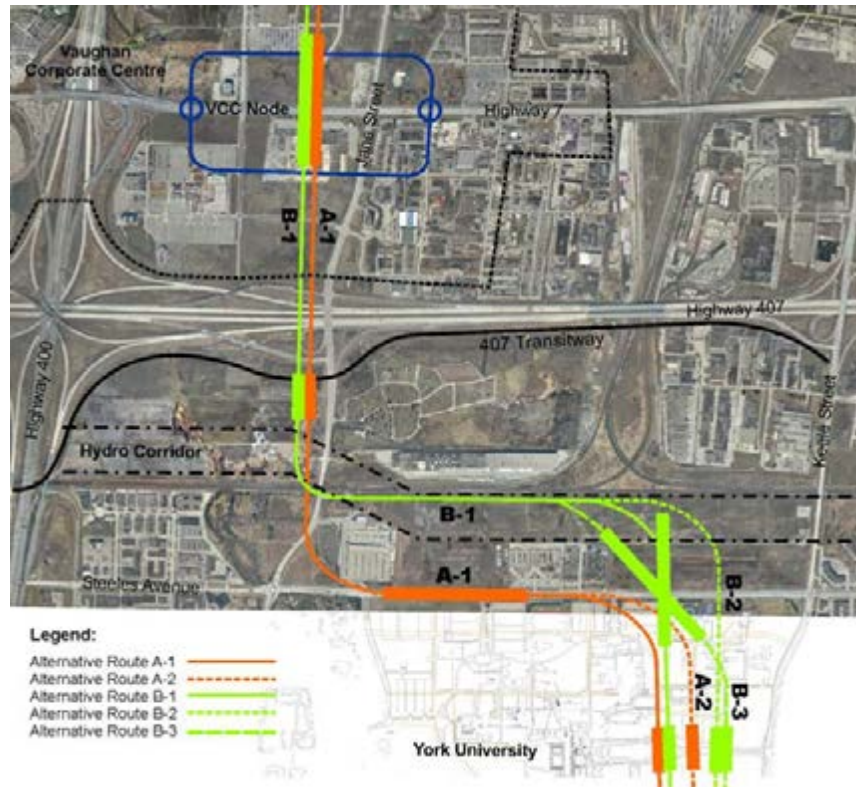 Vaughan
Corporate Centre
VCC Node
Jane Street
Highway 7
B-1
A-1
Highway 407
407 Transitway
Highway 400
Keele Street
Hydro Corridor
B-1
A-1
Steeles Avenue
B-2
A-2
B-3
Legend:
Alternative Route A-1
Alternative Route A-2
Alternative Route B-1
Alternative Route B-2
Alternative Route B-3
York University